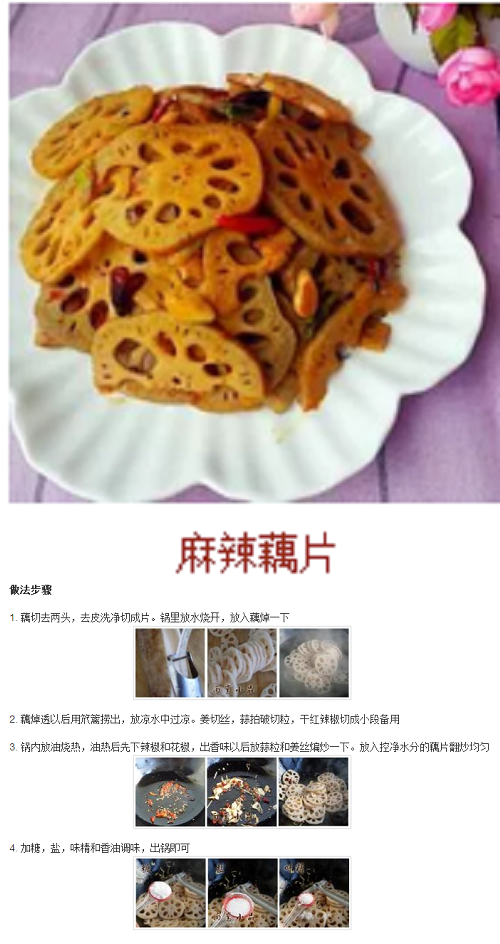 麻辣藕片
做法步骤
1. 藕切去两头，去皮洗净切成片。锅里放水烧开，放入藕焯一下
2. 藕焯透以后用笊篱捞出，放凉水中过凉。姜切丝，蒜拍破切粒，干红辣椒切成小段备用
3. 锅内放油烧热，油热后先下辣椒和花椒，出香味以后放蒜粒和姜丝煸炒一下。放入控净水分的藕片翻炒均匀
4. 加糖，盐，味精和香油调味，出锅即可
糖 盐 味精